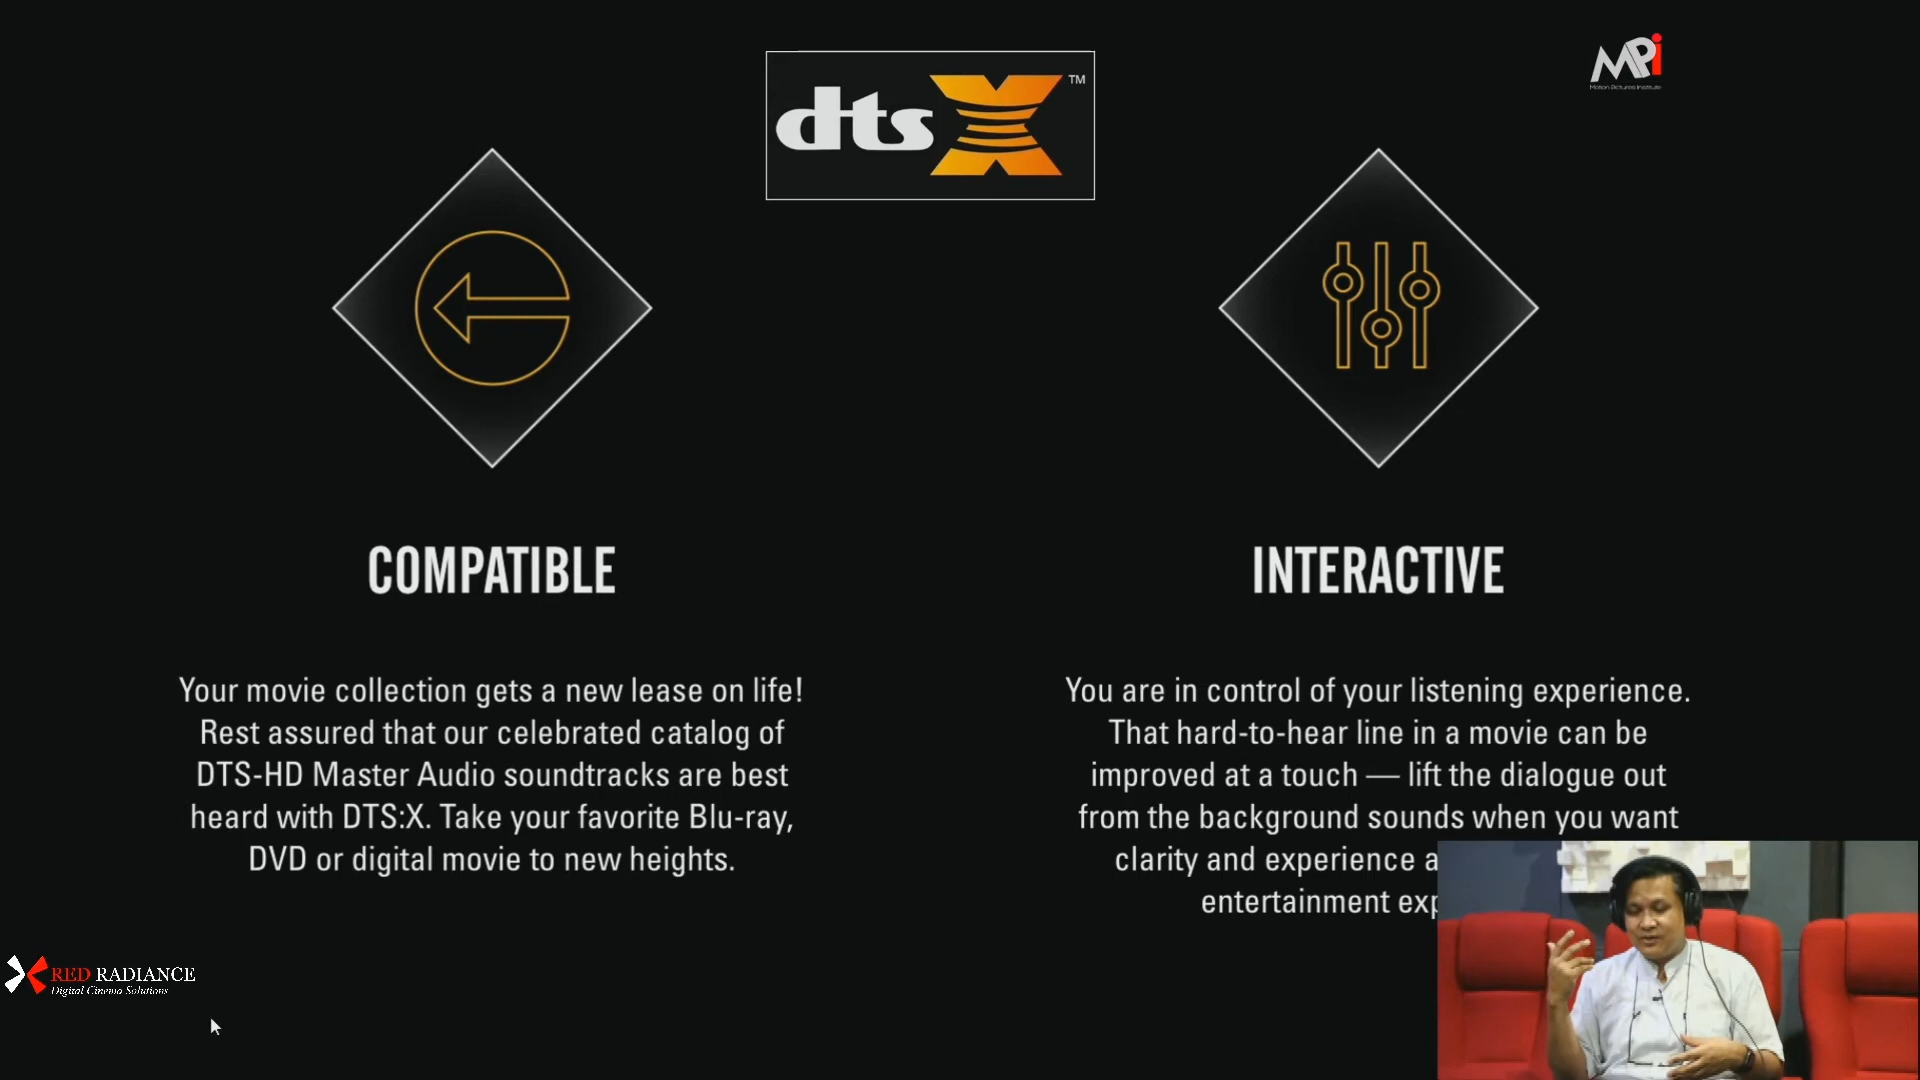 dts X ™
MPi
Motion Pictures Institute
COMPATIBLE
Your movie collection gets a new lease on life!
Rest assured that our celebrated catalog of
DTS-HD Master Audio soundtracks are best
heard with DTS:X. Take your favorite Blu-ray,
DVD or digital movie to new heights.
INTERACTIVE
You are in control of your listening experience.
That hard-to-hear line in a movie can be
improved at a touch — lift the dialogue out
from the background sounds when you want
clarity and experience
entertainment
RED RADIANCE
Digital Cinema Solutions